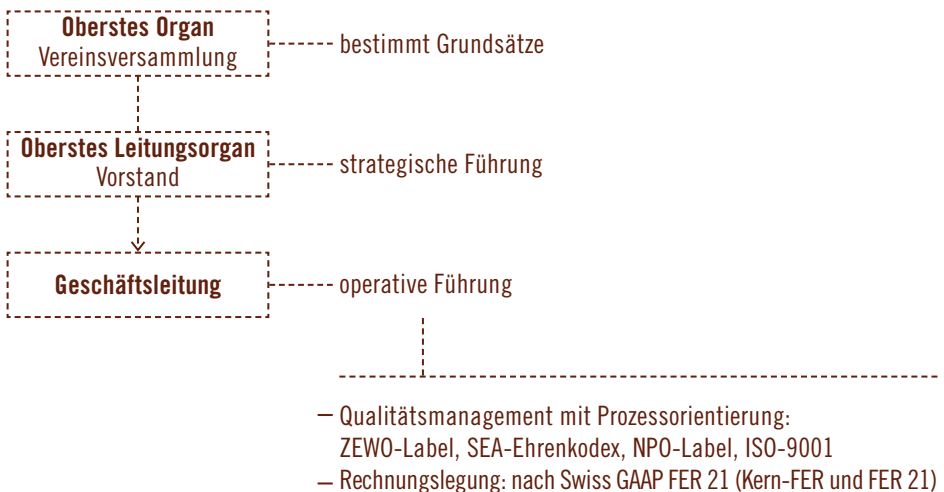 Oberstes Organ
Vereinsversammlung
bestimmt Grundsätze
Oberstes Leitungsorgan
Vorstand
strategische Führung
Geschäftsleitung
operative Führung
– Qualitätsmanagement mit Prozessorientierung:
ZEWO-Label, SEA-Ehrenkodex, NPO-Label, ISO-9001
– Rechnungslegung: nach Swiss GAAP FER 21 (Kern-FER und FER 21)